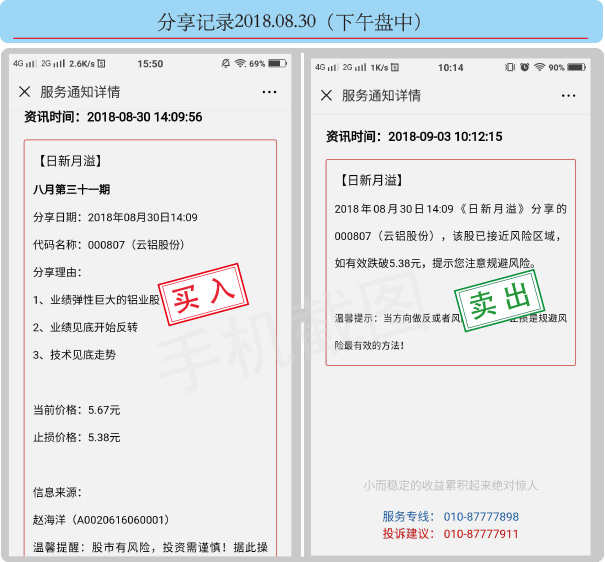 分享记录2018.08.30（下午盘中）
4G 2G 2.6K/s 15:50 69%
服务通知详情
资讯时间：2018-08-30 14:09:56
【日新月溢】
八月第三十一期
分享日期：2018年08月30日14:09
代码名称：000807（云铝股份）
分享理由：
1、业绩弹性巨大的铝业股
2、业绩见底开始反转
3、技术见底走势
买入
当前价格：5.67元
止损价格：5.38元
信息来源：
赵海洋（A0020616060001）
温馨提醒：股市有风险，投资需谨慎！据此操
4G 2G 1K/s 10:14 90%
服务通知详情
资讯时间：2018-09-03 10:12:15
【日新月溢】
2018年08月30日14:09《日新月溢》分享的
000807（云铝股份），该股已接近风险区域，
如有效跌破5.38元，提示您注意规避风险。
卖出
温馨提示：当方向做反或者风 止损是规避风
险最有效的方法！
小而稳定的收益累积起来绝对惊人
服务专线： 010-87777898
投诉建议： 010-87777911
手机截图